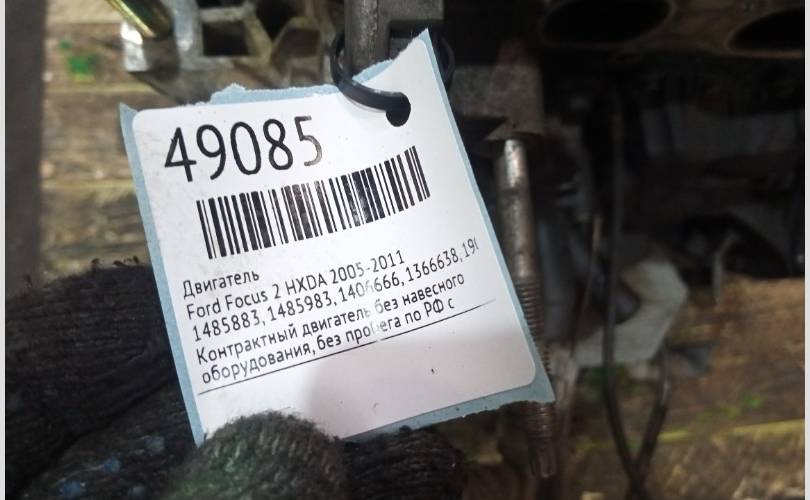 49085
Двигатель
Ford Focus 2 HXDA 2005-2011
1485883, 1485983, 1406666, 1366638, 19
Контрактный двигатель без навесного
оборудования, без пробега по РФ с